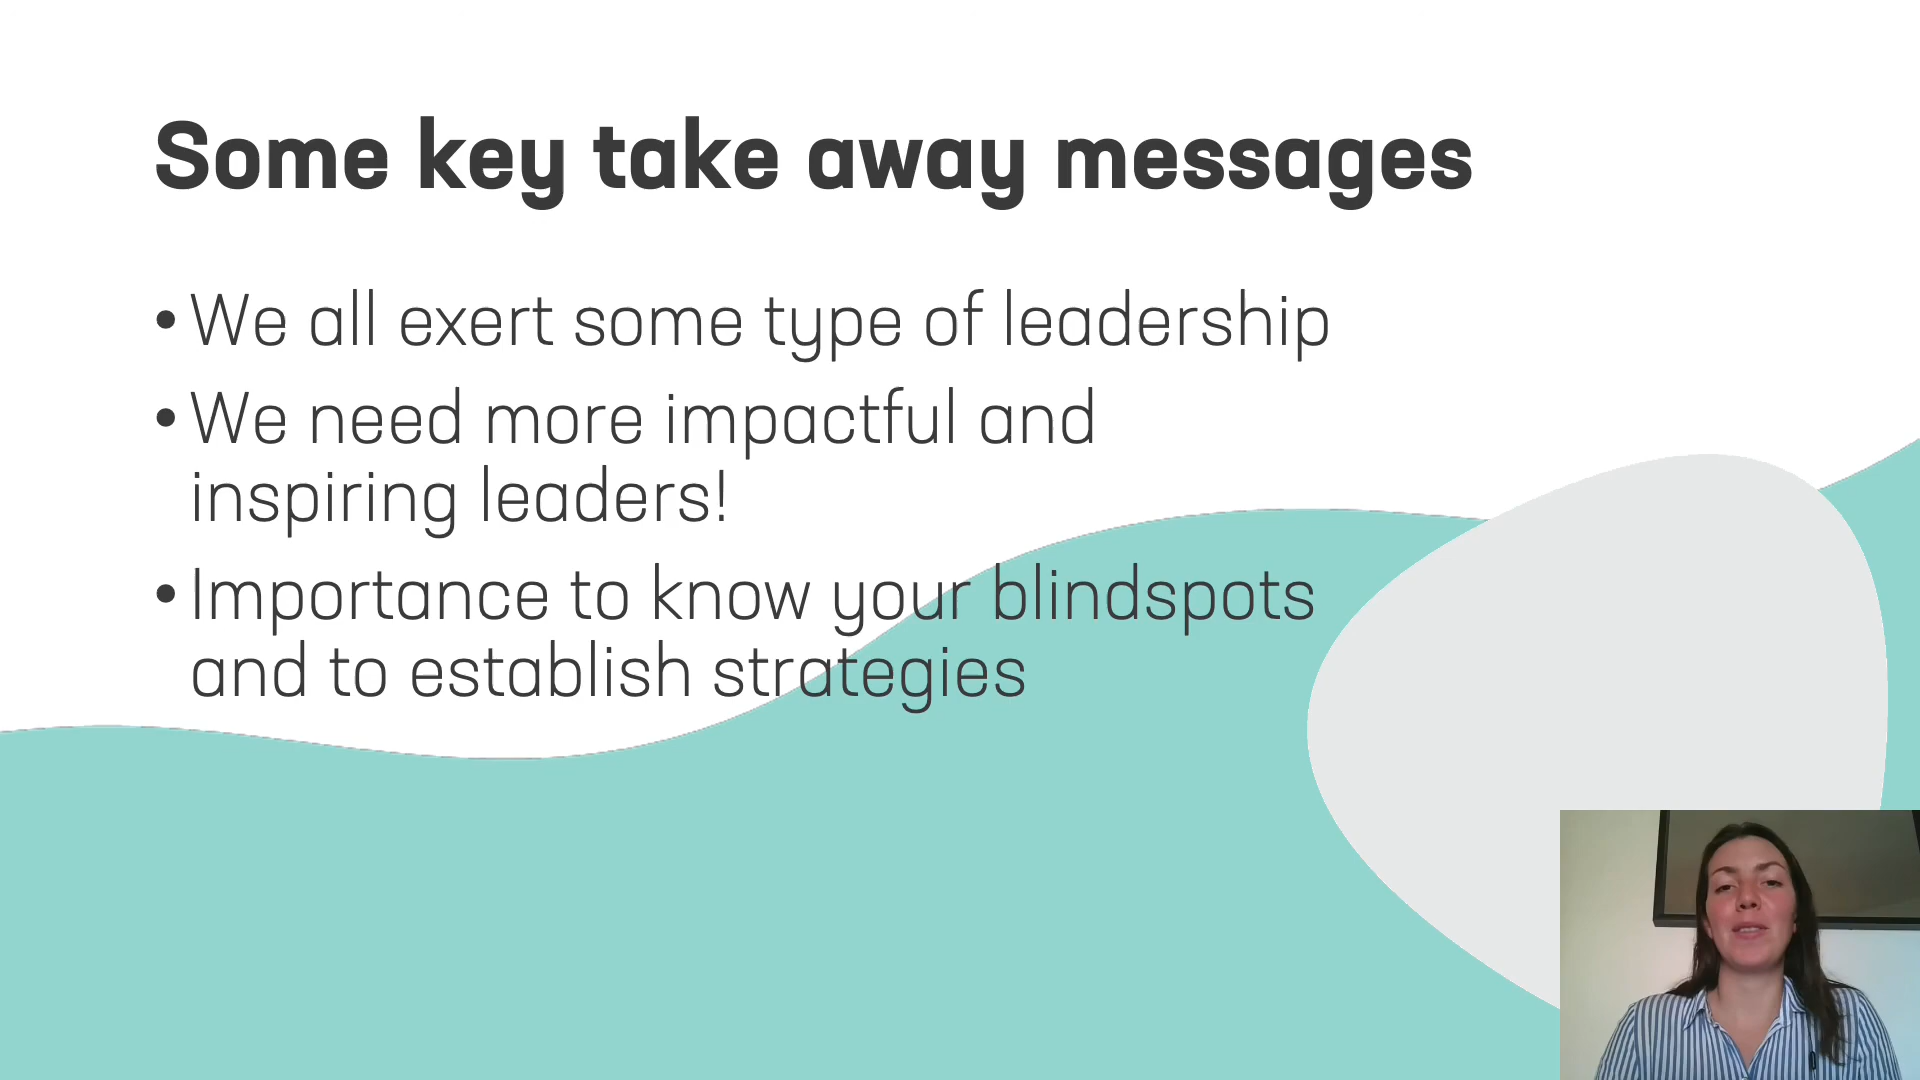 Some key take away messages
• We all exert some type of leadership
• We need more impactful and
inspiring leaders!
• Importance to know your blindspots
and to establish strategies